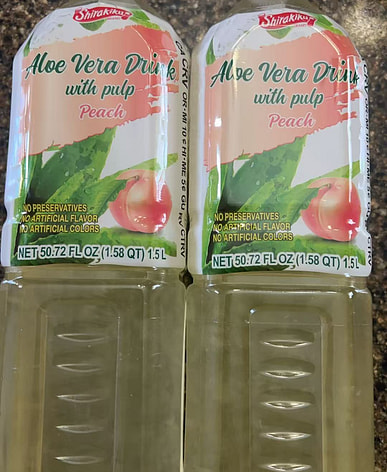 Shirakiku
Aloe Vera Drink
with pulp
Peach
NO PRESERVATIVES
NO ARTIFICIAL FLAVOR
NO ARTIFICIAL COLORS
NET 50.72 FL OZ (1.58 QT) 1.5L
Shirakiku
Aloe Vera Drink
with pulp
Peach
NO PRESERVATIVES
NO ARTIFICIAL FLAVOR
NO ARTIFICIAL COLORS
NET 50.72 FL OZ (1.58 QT) 1.5L